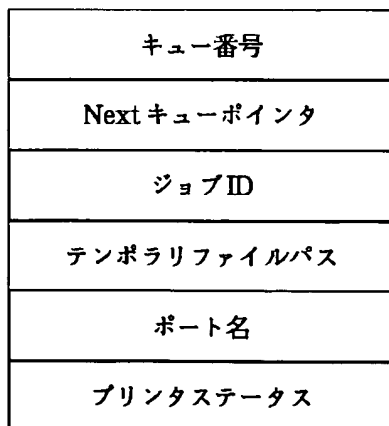 キュー番号
Nextキューポインタ
ジョブID
テンポラリファイルパス
ポート名
プリンタステータス